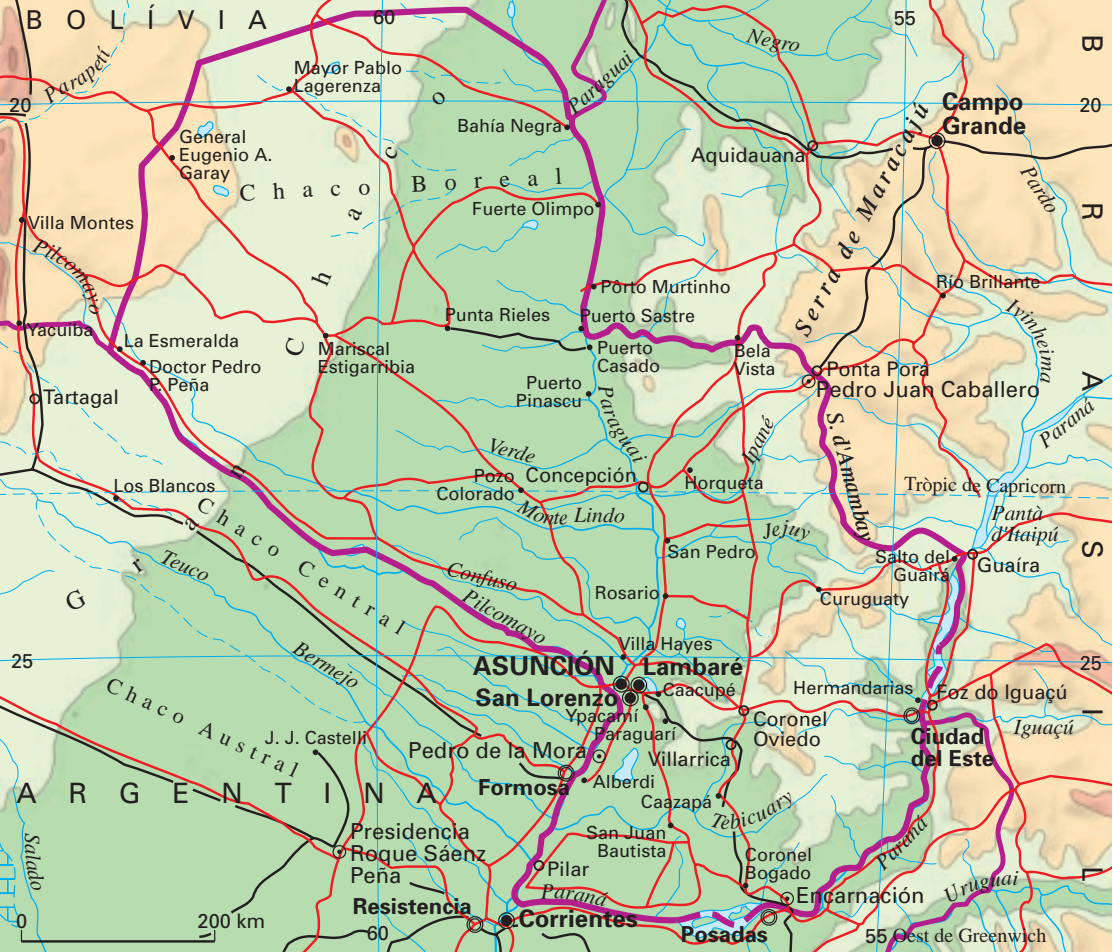 BOLÍVIA
60
55
B
R
A
S
I
L
Parapetí
Negro
Mayor Pablo
Lagerenza
Paraguai
20
20
Campo
Grande
Bahía Negra
General
Eugenio A.
Garay
Aquidauana
Serra de Maracajú
Chaco Boreal
Pardo
Fuerte Olimpo
Villa Montes
Pilcomayo
Gran Chaco
Porto Murtinho
Rio Brillante
Ivinheima
Yacuiba
Punta Rieles
Puerto Sastre
La Esmeralda
Mariscal
Estigarribia
Puerto
Casado
Bela
Vista
Doctor Pedro
P. Peña
Ponta Porá
Pedro Juan Caballero
Puerto
Pinascu
Tartagal
Paraguai
Paraná
S. d'Amambay
Ipané
Verde
Pozo
Colorado
Concepción
Horqueta
Los Blancos
Tròpic de Capricorn
Monte Lindo
Pantà
d'Itaipú
Chaco Central
Jejuy
San Pedro
Salto del
Guairá
Guaíra
Teuco
Confuso
Rosario
Curuguaty
Pilcomayo
Villa Hayes
25
25
Bermejo
ASUNCIÓN
Lambaré
Caacupé
San Lorenzo
Hermandarias
Foz do Iguaçú
Ypacamí
Paraguarí
Coronel
Oviedo
Iguaçú
Chaco Austral
J. J. Castelli
Pedro de la Mora
Villarrica
Ciudad
del Este
Formosa
Alberdi
ARGENTINA
Caazapá
Tebicuary
Presidencia
Roque Sáenz
Peña
San Juan
Bautista
Paraná
Salado
Coronel
Bogado
Pilar
Paraná
Encarnación
Uruguai
Resistencia
Corrientes
Posadas
0
200 km
60
55 Oest de Greenwich